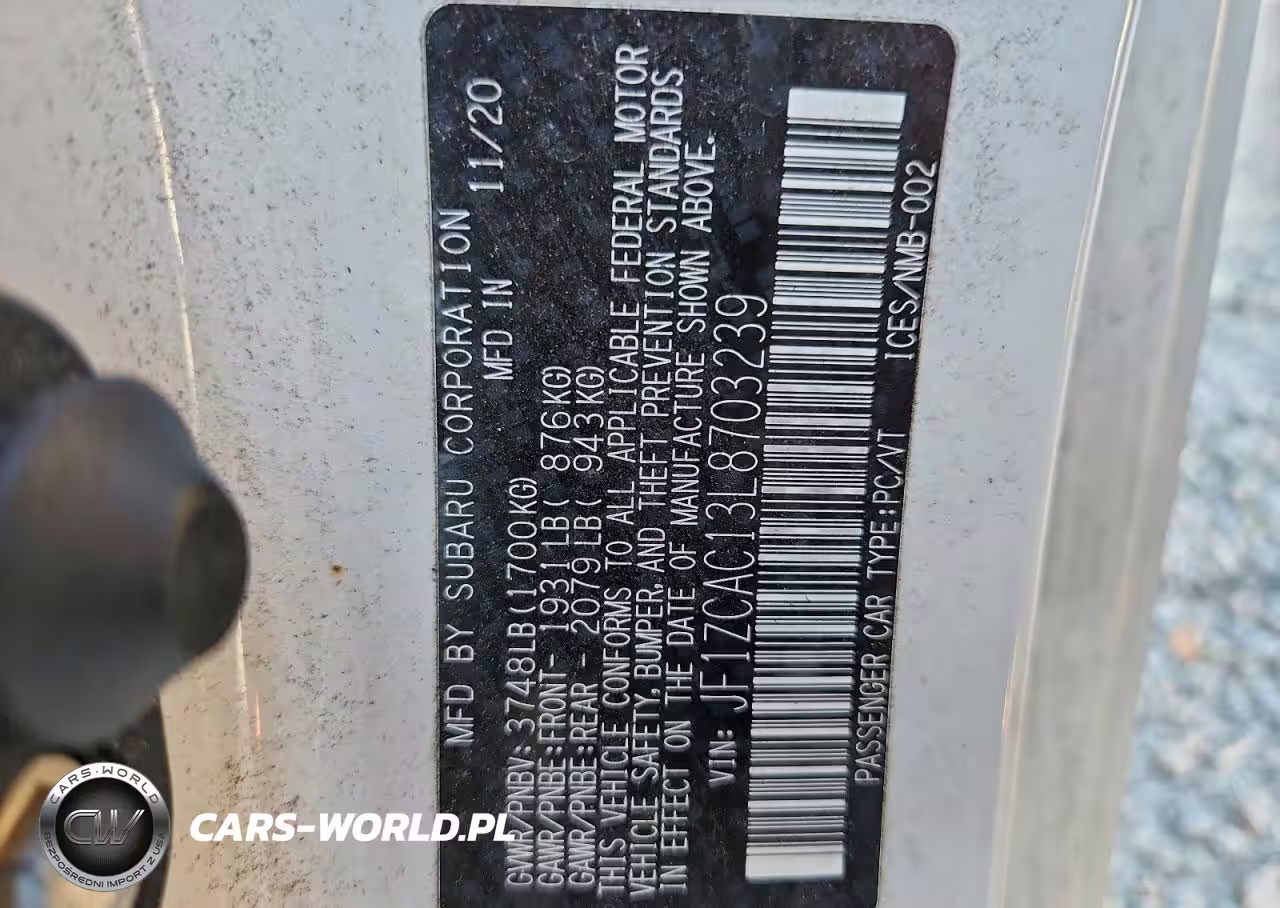 MFD BY SUBARU CORPORATION
MFD IN 11/20
GVWR/PNBV: 3748LB(1700KG)
GAWR/PNBE:FRONT- 1931LB( 876KG)
GAWR/PNBE:REAR - 2079LB( 943KG)
THIS VEHICLE CONFORMS TO ALL APPLICABLE FEDERAL MOTOR
VEHICLE SAFETY, BUMPER, AND THEFT PREVENTION STANDARDS
IN EFFECT ON THE DATE OF MANUFACTURE SHOWN ABOVE.
VIN: JF1ZCAC13L8703239
PASSENGER CAR TYPE:PC/VT ICES/NMB-002
CARS-WORLD
CW
BEZPOŚREDNI IMPORT Z USA
CARS-WORLD.PL